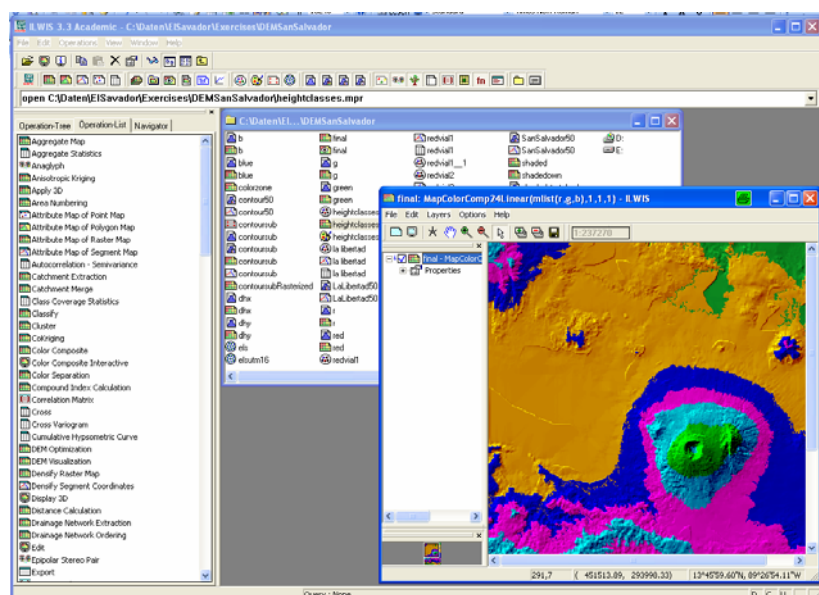 ILWIS 3.3 Academic - C:\Daten\ElSavador\Exercises\DEMSanSalvador
File Edit Operations View Window Help
open C:\Daten\ElSavador\Exercises\DEMSanSalvador\heightclasses.mpr
Operation-Tree Operation-List Navigator
Aggregate Map
Aggregate Statistics
Anaglyph
Anisotropic Kriging
Apply 3D
Area Numbering
Attribute Map of Point Map
Attribute Map of Polygon Map
Attribute Map of Raster Map
Attribute Map of Segment Map
Autocorrelation - Semivariance
Catchment Extraction
Catchment Merge
Class Coverage Statistics
Classify
Cluster
CoKriging
Color Composite
Color Composite Interactive
Color Separation
Compound Index Calculation
Correlation Matrix
Cross
Cross Variogram
Cumulative Hypsometric Curve
DEM Optimization
DEM Visualization
Densify Raster Map
Densify Segment Coordinates
Display 3D
Distance Calculation
Drainage Network Extraction
Drainage Network Ordering
Edit
Epipolar Stereo Pair
Export
C:\Daten\El...\DEMSanSalvador
b final redvial1 SanSalvador50 D:
b final redvial1 SanSalvador50 E:
blue g redvial1__1 shaded
blue g redvial2 shadedown
colorzone green
contour50 green
contour50 heightclasses
contoursub heightclasses
contoursub heightclasses
contoursub la libertad
contoursub la libertad
contoursub la libertad
contoursubRasterized LaLibertad50
dhx LaLibertad50
dhx r
dhy r
dhy red
els red
elsutm16 redvial1
final: MapColorComp24Linear(mlist(r,g,b),1,1,1) - ILWIS
File Edit Layers Options Help
1:237270
final - MapColorC
Properties
291,7 ( 451513.09, 293990.33) 13°45'59.60"N, 89°26'54.11"W
Query : None